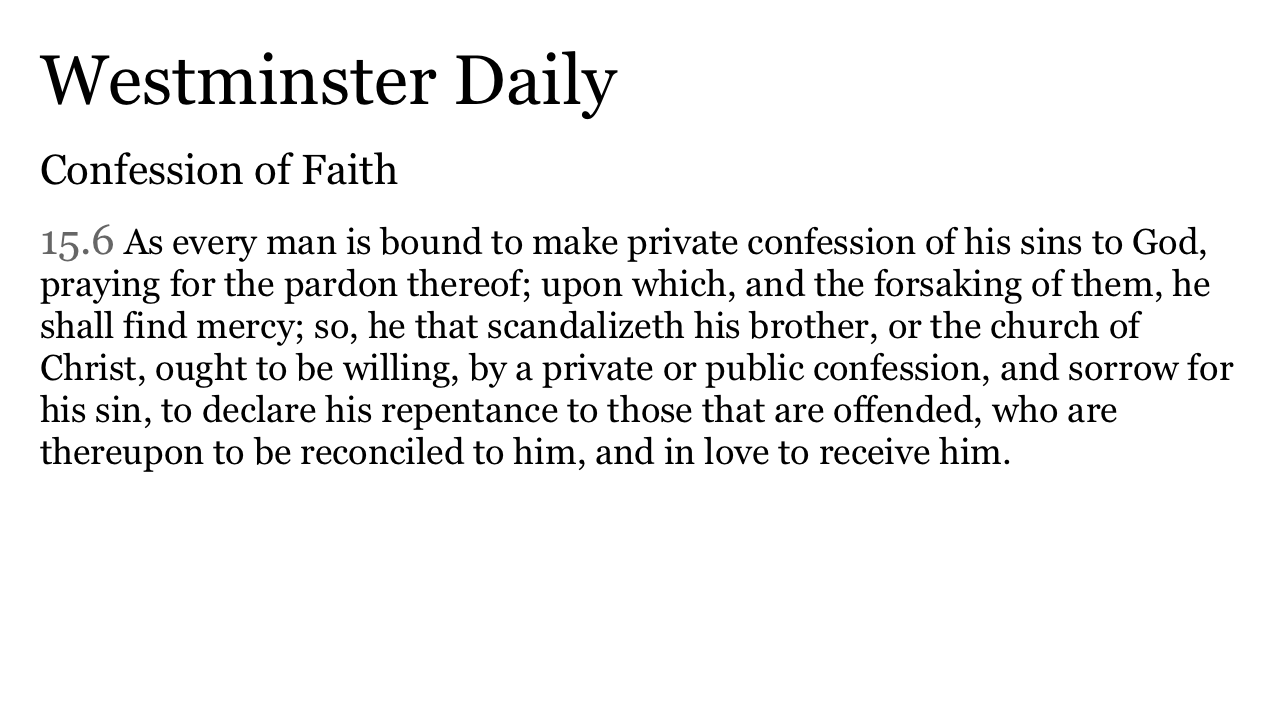 Westminster Daily
Confession of Faith
15.6 As every man is bound to make private confession of his sins to God,
praying for the pardon thereof; upon which, and the forsaking of them, he
shall find mercy; so, he that scandalizeth his brother, or the church of
Christ, ought to be willing, by a private or public confession, and sorrow for
his sin, to declare his repentance to those that are offended, who are
thereupon to be reconciled to him, and in love to receive him.